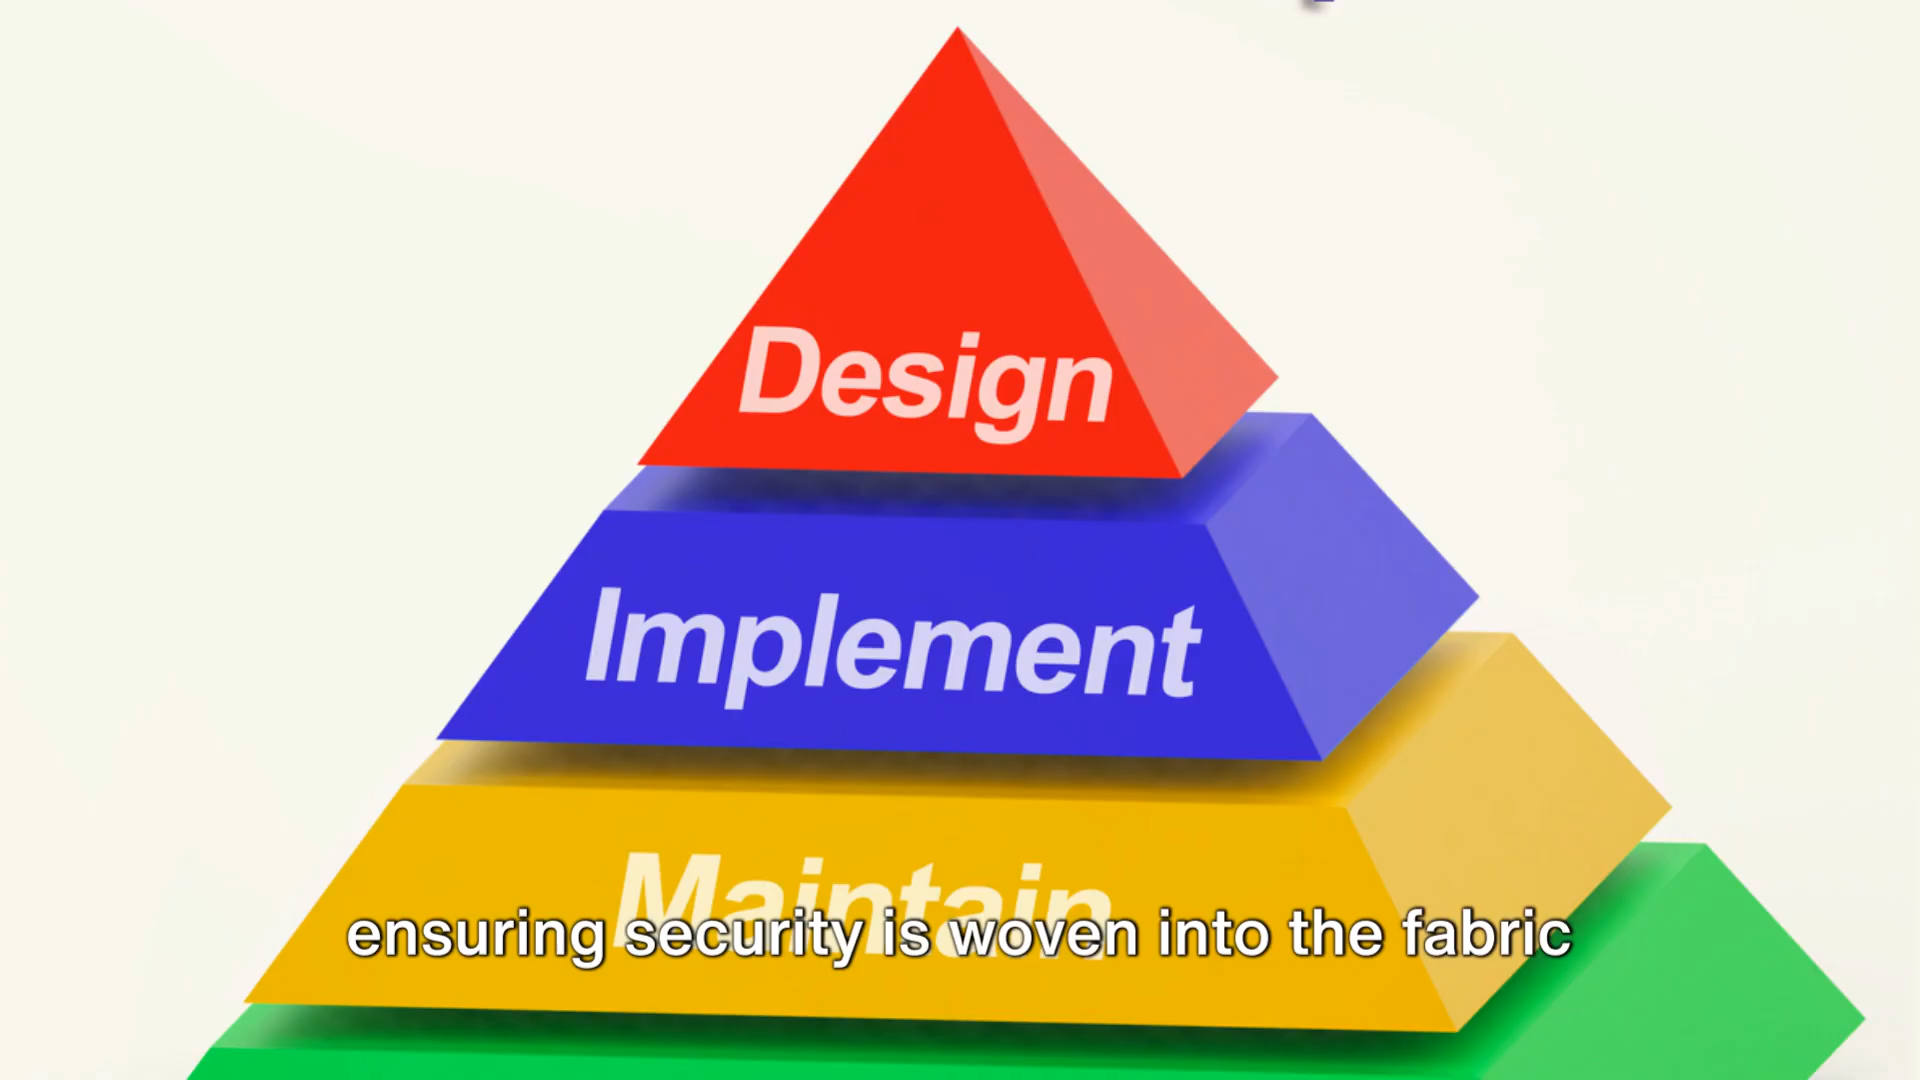 Design
Implement
Maintain
ensuring security is woven into the fabric